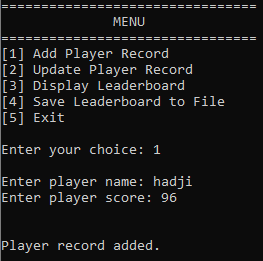 ================================
MENU
================================
[1] Add Player Record
[2] Update Player Record
[3] Display Leaderboard
[4] Save Leaderboard to File
[5] Exit
Enter your choice: 1
Enter player name: hadji
Enter player score: 96
Player record added.